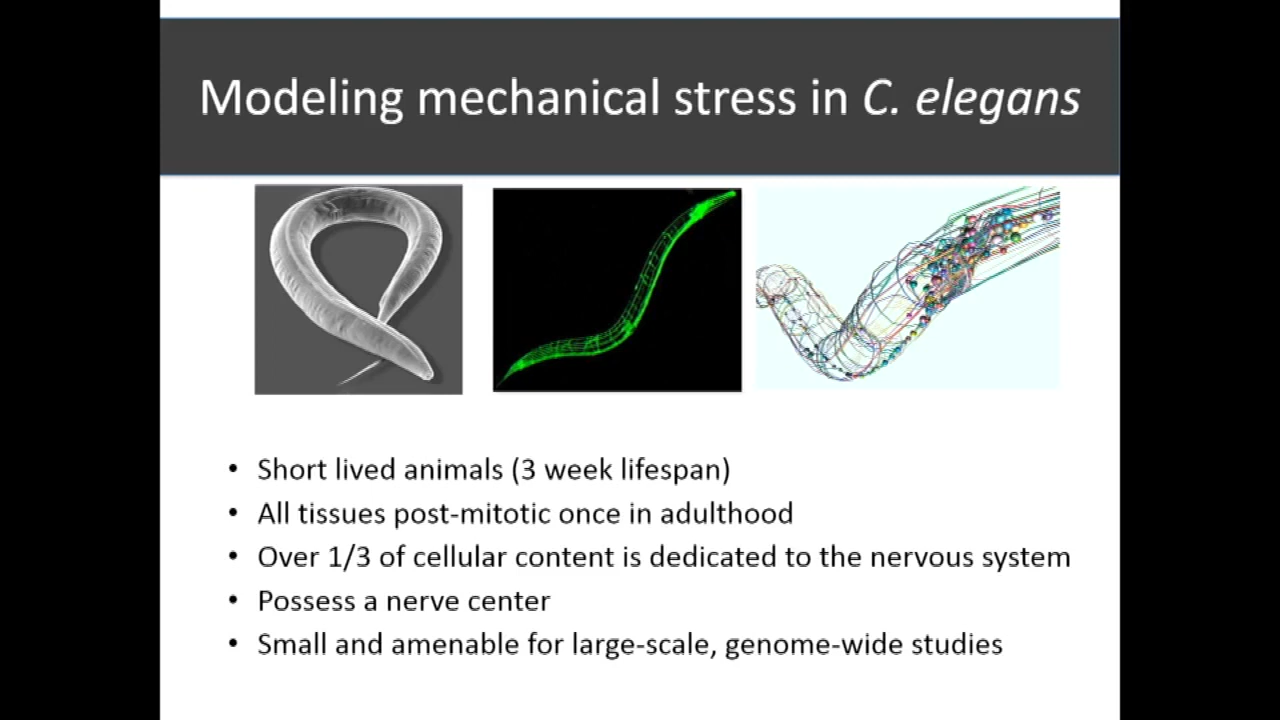 Modeling mechanical stress in C. elegans
• Short lived animals (3 week lifespan)
• All tissues post-mitotic once in adulthood
• Over 1/3 of cellular content is dedicated to the nervous system
• Possess a nerve center
• Small and amenable for large-scale, genome-wide studies